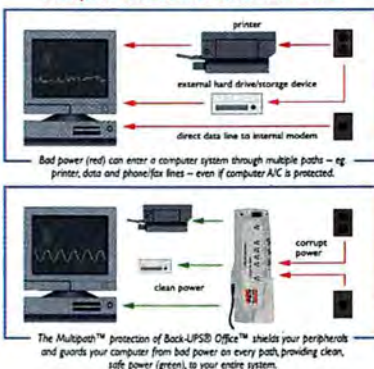 printer
external hard drive/storage device
direct data line to internal modem
Bad power (red) can enter a computer system through multiple paths – eg.
printer, data and phone/fax lines – even if computer A/C is protected.
corrupt
power
clean power
The Multipath™ protection of Back-UPS® Office™ shields your peripherals
and guards your computer from bad power on every path, providing clean,
safe power (green), to your entire system.